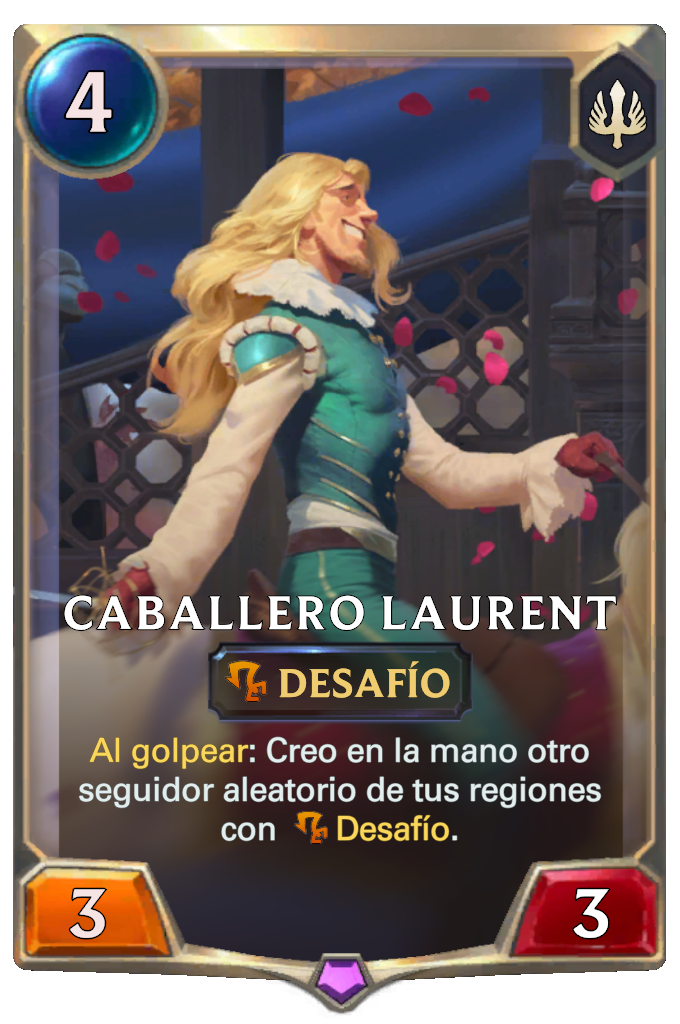 4
CABALLERO LAURENT
DESAFÍO
Al golpear: Creo en la mano otro
seguidor aleatorio de tus regiones
con Desafío.
3
3